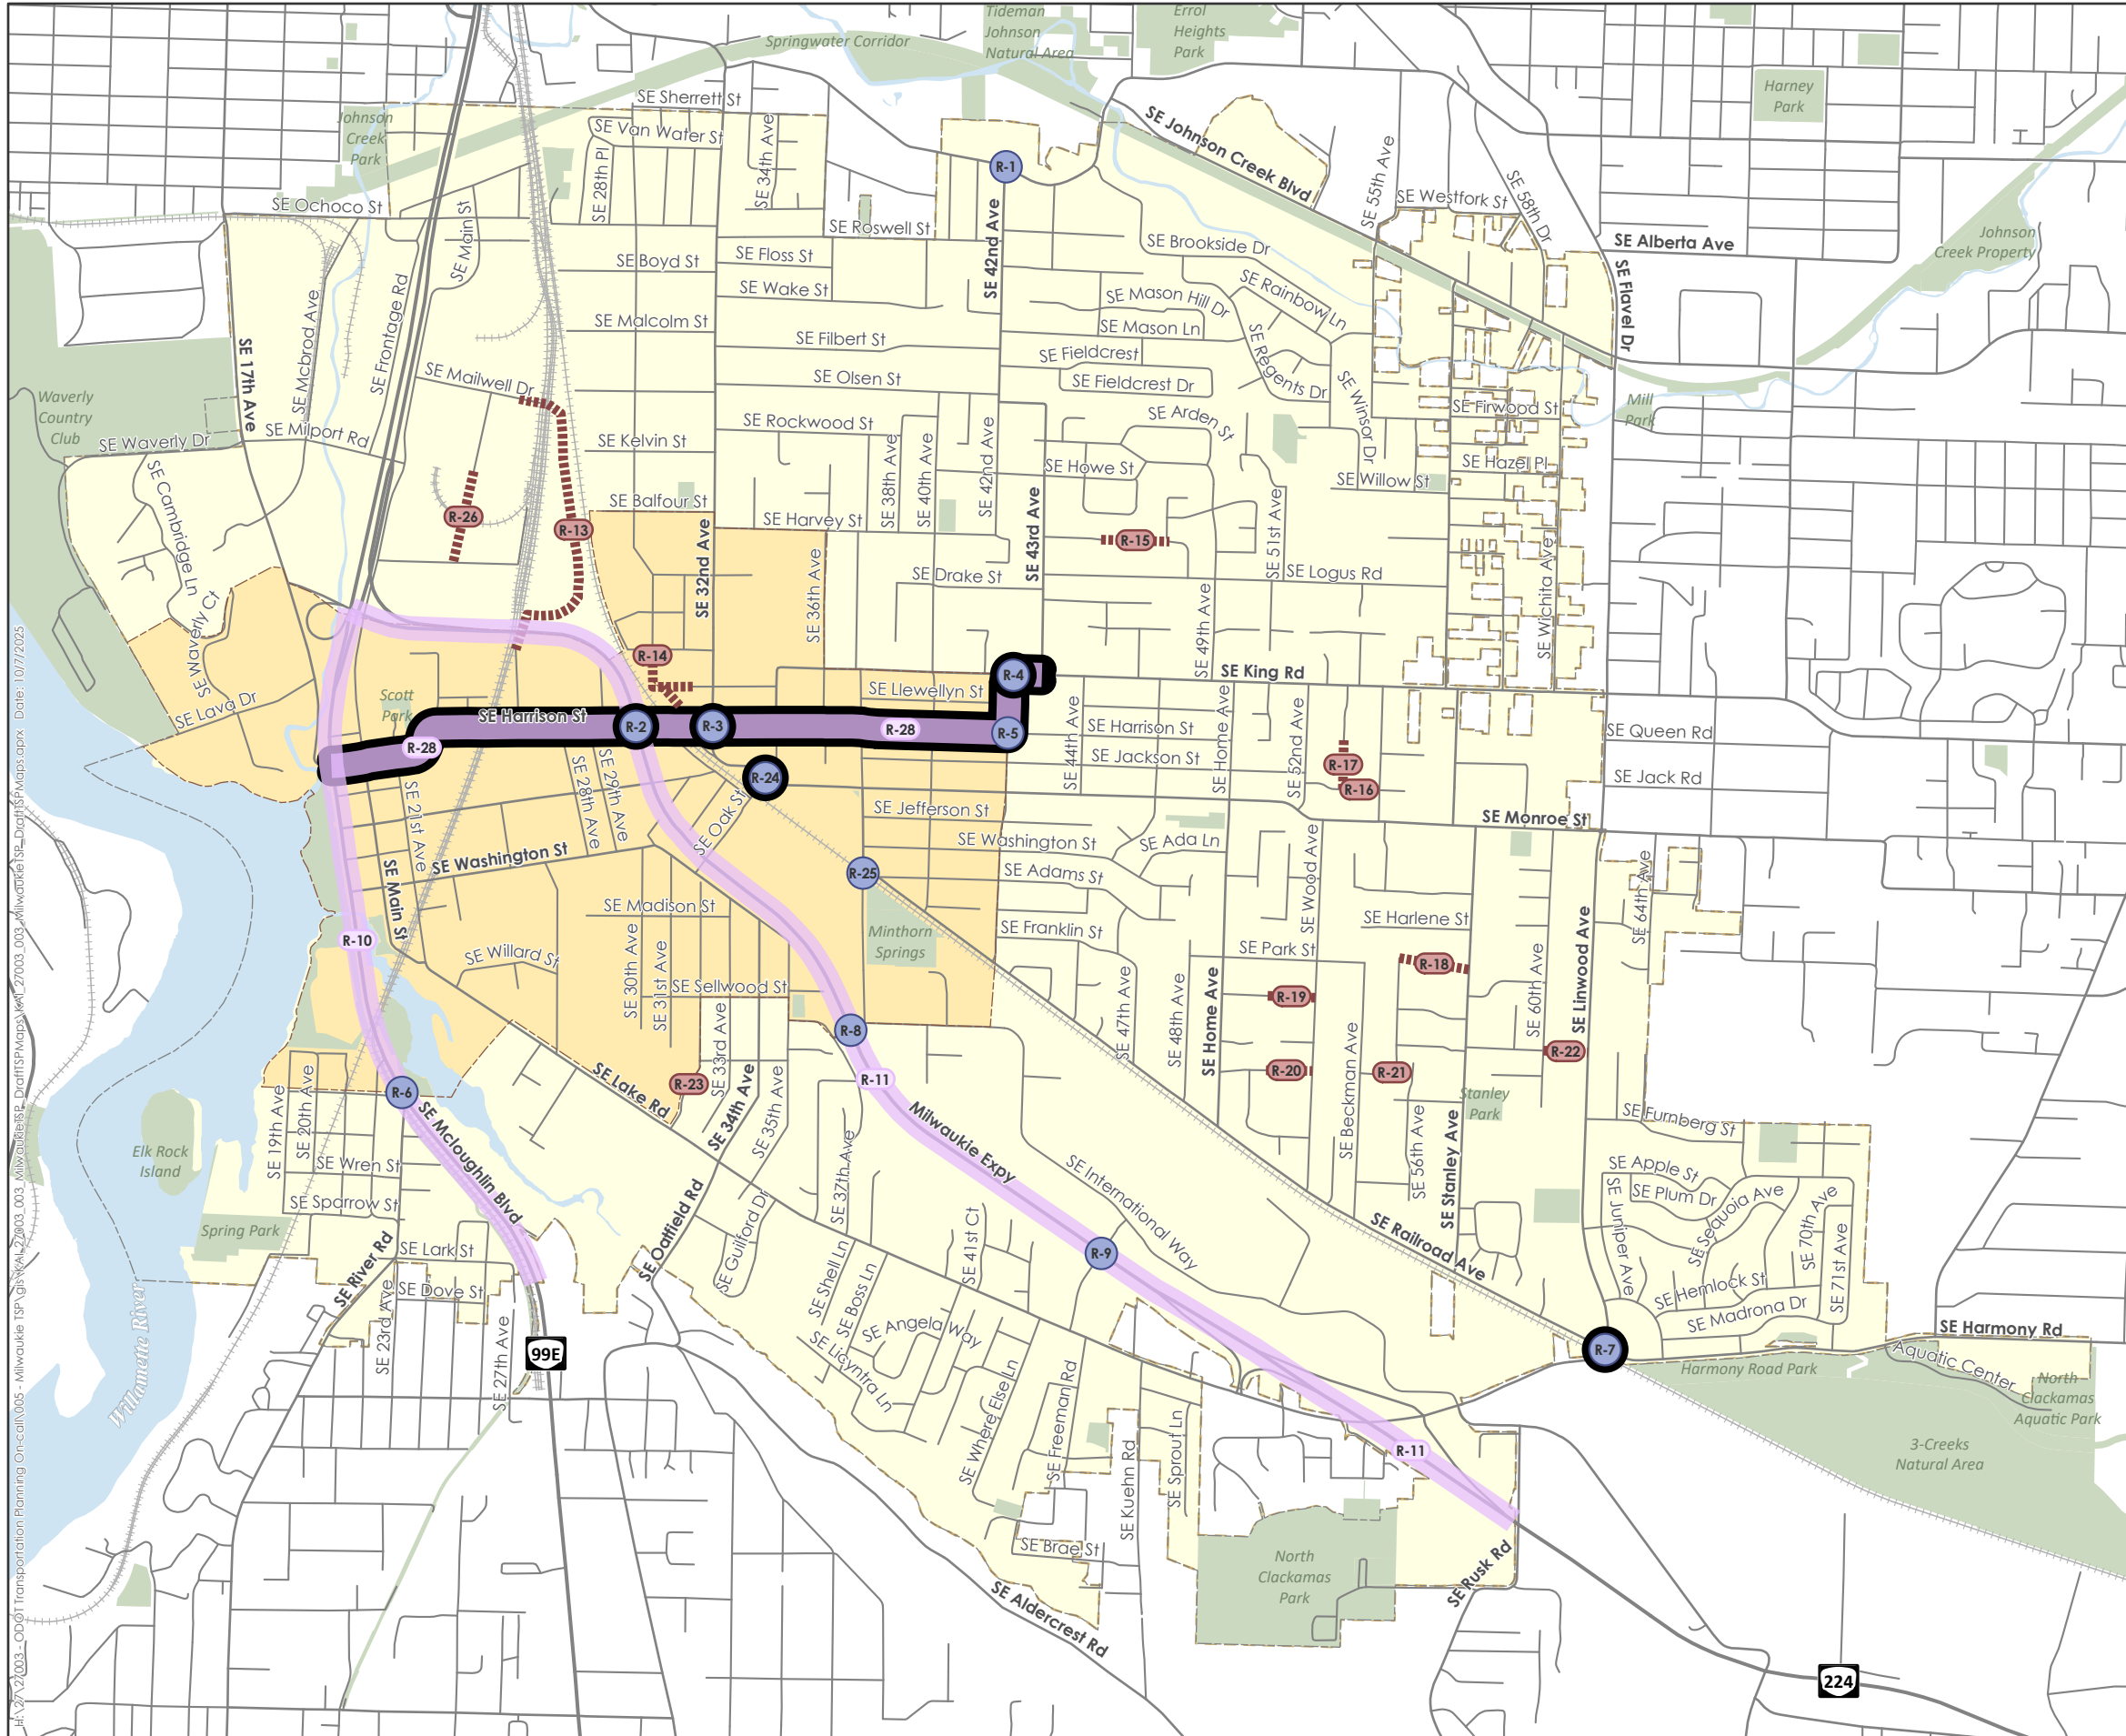 Tideman
Johnson
Natural Area
Errol
Heights
Park
Springwater Corridor
Harney
Park
Johnson
Creek
Park
SE Sherrett St
SE Van Water St
SE 28th Pl
SE 34th Ave
R-1
SE Johnson Creek Blvd
SE 55th Ave
SE Westfork St
SE 58th Dr
SE Ochoco St
SE Main St
SE Roswell St
SE 42nd Ave
SE Brookside Dr
SE Alberta Ave
Johnson
Creek Property
SE Boyd St
SE Floss St
SE Wake St
SE Mason Hill Dr
SE Rainbow Ln
SE Flavel Dr
SE Mcbrod Ave
SE Frontage Rd
SE Malcolm St
SE Filbert St
SE Mason Ln
SE Regents Dr
SE 17th Ave
SE Mailwell Dr
SE Olsen St
SE Fieldcrest
SE Fieldcrest Dr
SE Winsor Dr
Waverly
Country
Club
SE Waverly Dr
SE Milport Rd
SE Kelvin St
SE Rockwood St
SE 38th Ave
SE 40th Ave
SE 42nd Ave
SE Arden St
SE Firwood St
Mill
Park
SE Howe St
SE Willow St
SE Hazel Pl
SE Cambridge Ln
SE Balfour St
SE Harvey St
SE 43rd Ave
SE 51st Ave
R-26
R-13
R-15
SE 32nd Ave
SE 36th Ave
SE Drake St
SE Logus Rd
SE Wichita Ave
SE Waverly Ct
SE 49th Ave
R-14
R-4
SE King Rd
SE Lava Dr
Scott
Park
SE Llewellyn St
SE Harrison St
R-2
R-3
R-28
R-5
SE 44th Ave
SE Harrison St
SE Home Ave
SE 52nd Ave
SE Queen Rd
R-28
SE Jackson St
R-17
R-24
R-16
SE Jack Rd
SE 21st Ave
SE 28th Ave
SE 29th Ave
SE Oak St
SE Jefferson St
SE Monroe St
SE Washington St
SE Washington St
SE Ada Ln
SE Main St
R-25
SE Adams St
SE Wood Ave
SE 64th Ave
SE Madison St
Minthorn
Springs
SE Franklin St
SE Harlene St
SE Linwood Ave
R-10
SE Willard St
SE 30th Ave
SE 31st Ave
SE Sellwood St
SE Park St
R-18
SE 60th Ave
R-19
SE 47th Ave
SE 48th Ave
SE Home Ave
R-8
SE 33rd Ave
SE Beckman Ave
R-22
R-11
R-20
R-21
R-6
SE Lake Rd
R-23
SE 34th Ave
SE 35th Ave
SE 19th Ave
SE 20th Ave
SE McLoughlin Blvd
Milwaukie Expy
Stanley
Park
SE Furnberg St
Elk Rock
Island
SE Wren St
SE 37th Ave
SE International Way
SE 56th Ave
SE Stanley Ave
SE Apple St
SE Plum Dr
SE Sequoia Ave
SE Sparrow St
SE Guilford Dr
SE Oatfield Rd
SE Juniper Ave
SE 70th Ave
SE 71st Ave
Spring Park
SE Lark St
SE River Rd
SE Dove St
SE 41st Ct
R-9
SE Railroad Ave
SE Shell Ln
SE Boss Ln
SE Hemlock St
SE Madrona Dr
SE 23rd Ave
SE 27th Ave
99E
SE Angela Way
SE Licyntra Ln
R-7
SE Harmony Rd
Harmony Road Park
Aquatic Center
North
Clackamas
Aquatic Park
Willamette River
SE Where Else Ln
SE Freeman Rd
SE Kuehn Rd
SE Sprout Ln
R-11
3-Creeks
Natural Area
SE Brae St
North
Clackamas
Park
SE Rusk Rd
SE Aldercrest Rd
224
H:\27\27003 - ODOT Transportation Planning On-call\005 - Milwaukie TSP\gis\KAI_27003_003_MilwaukieTSP_DraftTSPMaps\KAI_27003_003_MilwaukieTSP_DraftTSPMaps.aprx Date: 10/7/2025